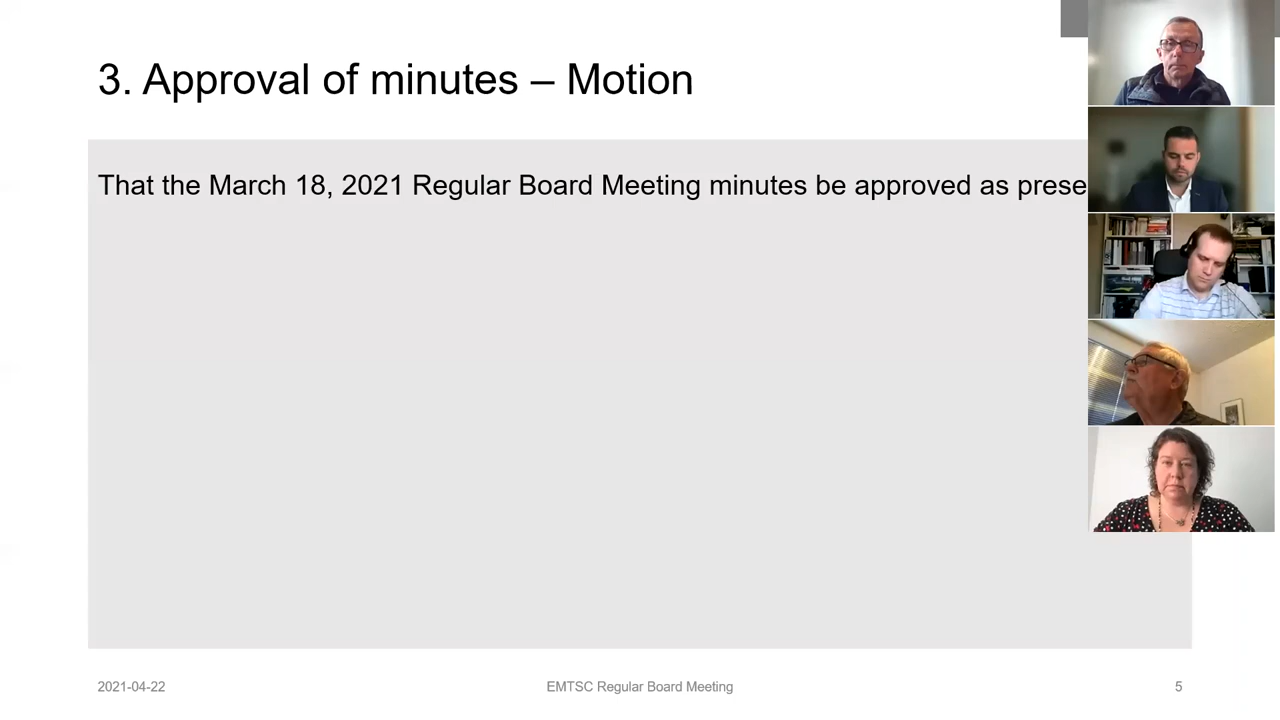 3. Approval of minutes – Motion
That the March 18, 2021 Regular Board Meeting minutes be approved as prese
2021-04-22
EMTSC Regular Board Meeting
5